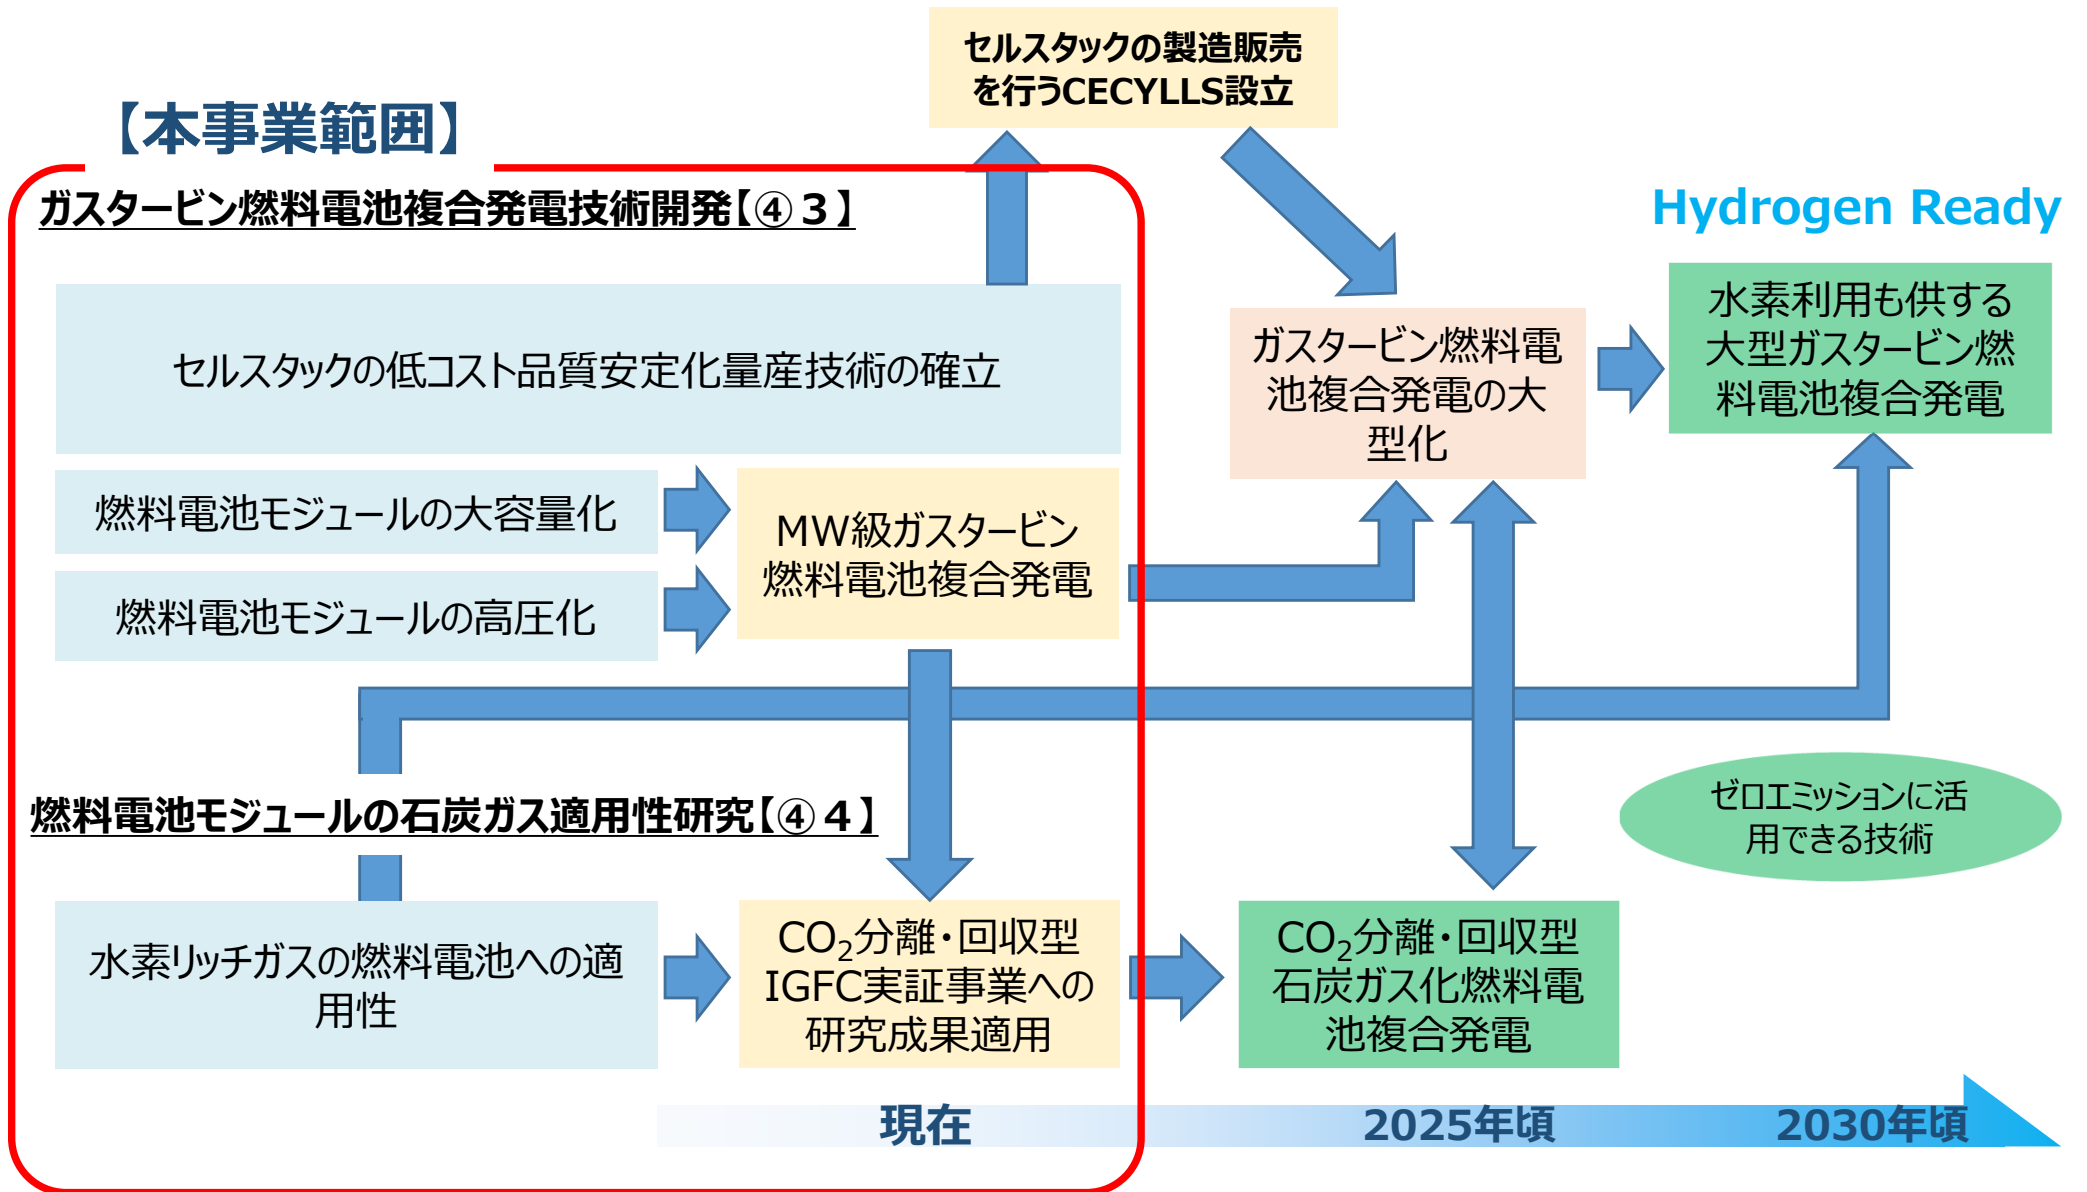 セルスタックの製造販売
を行うCECYLLS設立
【本事業範囲】
ガスタービン燃料電池複合発電技術開発【④３】
Hydrogen Ready
セルスタックの低コスト品質安定化量産技術の確立
ガスタービン燃料電
池複合発電の大
型化
水素利用も供する
大型ガスタービン燃
料電池複合発電
燃料電池モジュールの大容量化
燃料電池モジュールの高圧化
MW級ガスタービン
燃料電池複合発電
燃料電池モジュールの石炭ガス適用性研究【④４】
ゼロエミッションに活
用できる技術
水素リッチガスの燃料電池への適
用性
CO₂分離・回収型
IGFC実証事業への
研究成果適用
CO₂分離・回収型
石炭ガス化燃料電
池複合発電
現在
2025年頃
2030年頃